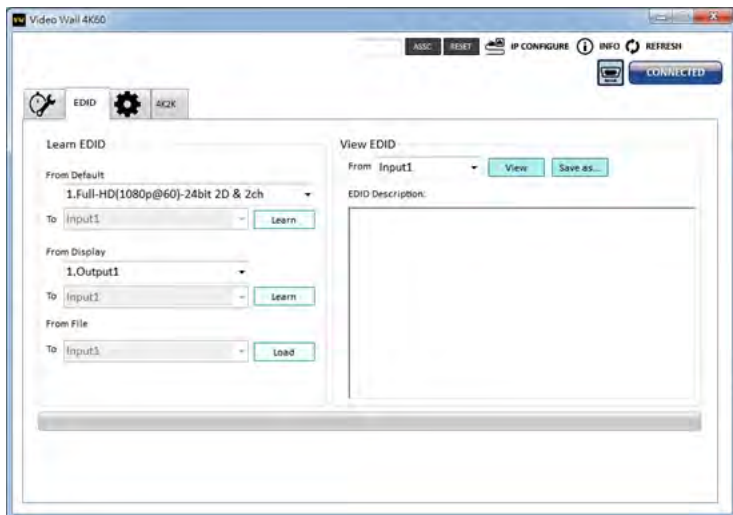 VW Video Wall 4K60
ASSC RESET IP CONFIGURE INFO REFRESH
CONNECTED
EDID 4K2K
Learn EDID
From Default
1.Full-HD(1080p@60)-24bit 2D & 2ch
To Input1 Learn
From Display
1.Output1
To Input1 Learn
From File
To Input1 Load
View EDID
From Input1 View Save as...
EDID Description: